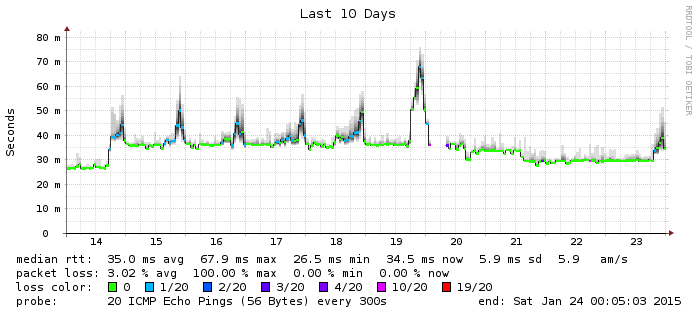 Last 10 Days
RRDTOOL / TOBI OETIKER
Seconds
80 m
70 m
60 m
50 m
40 m
30 m
20 m
10 m
0
14 15 16 17 18 19 20 21 22 23
median rtt: 35.0 ms avg 67.9 ms max 26.5 ms min 34.5 ms now 5.9 ms sd 5.9 am/s
packet loss: 3.02 % avg 100.00 % max 0.00 % min 0.00 % now
loss color: 0 1/20 2/20 3/20 4/20 10/20 19/20
probe: 20 ICMP Echo Pings (56 Bytes) every 300s end: Sat Jan 24 00:05:03 2015